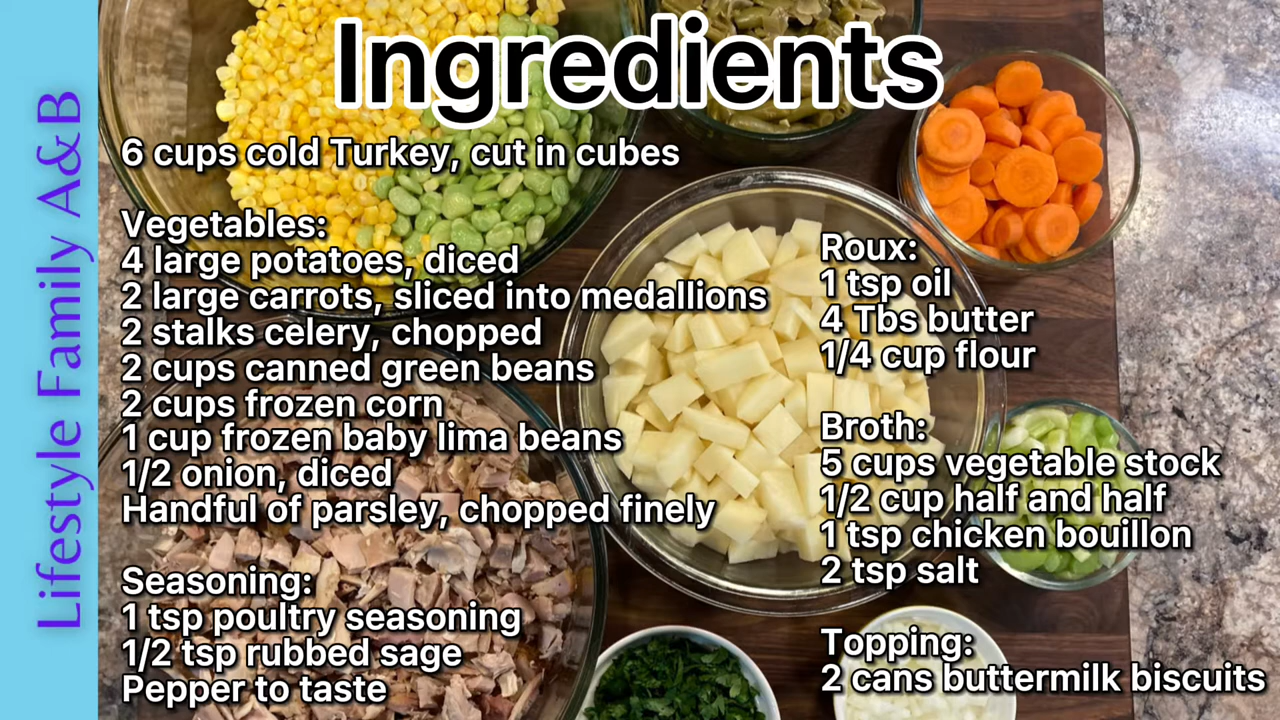 Ingredients
Lifestyle Family A&B
6 cups cold Turkey, cut in cubes
Vegetables:
4 large potatoes, diced
2 large carrots, sliced into medallions
2 stalks celery, chopped
2 cups canned green beans
2 cups frozen corn
1 cup frozen baby lima beans
1/2 onion, diced
Handful of parsley, chopped finely
Seasoning:
1 tsp poultry seasoning
1/2 tsp rubbed sage
Pepper to taste
Roux:
1 tsp oil
4 Tbs butter
1/4 cup flour
Broth:
5 cups vegetable stock
1/2 cup half and half
1 tsp chicken bouillon
2 tsp salt
Topping:
2 cans buttermilk biscuits